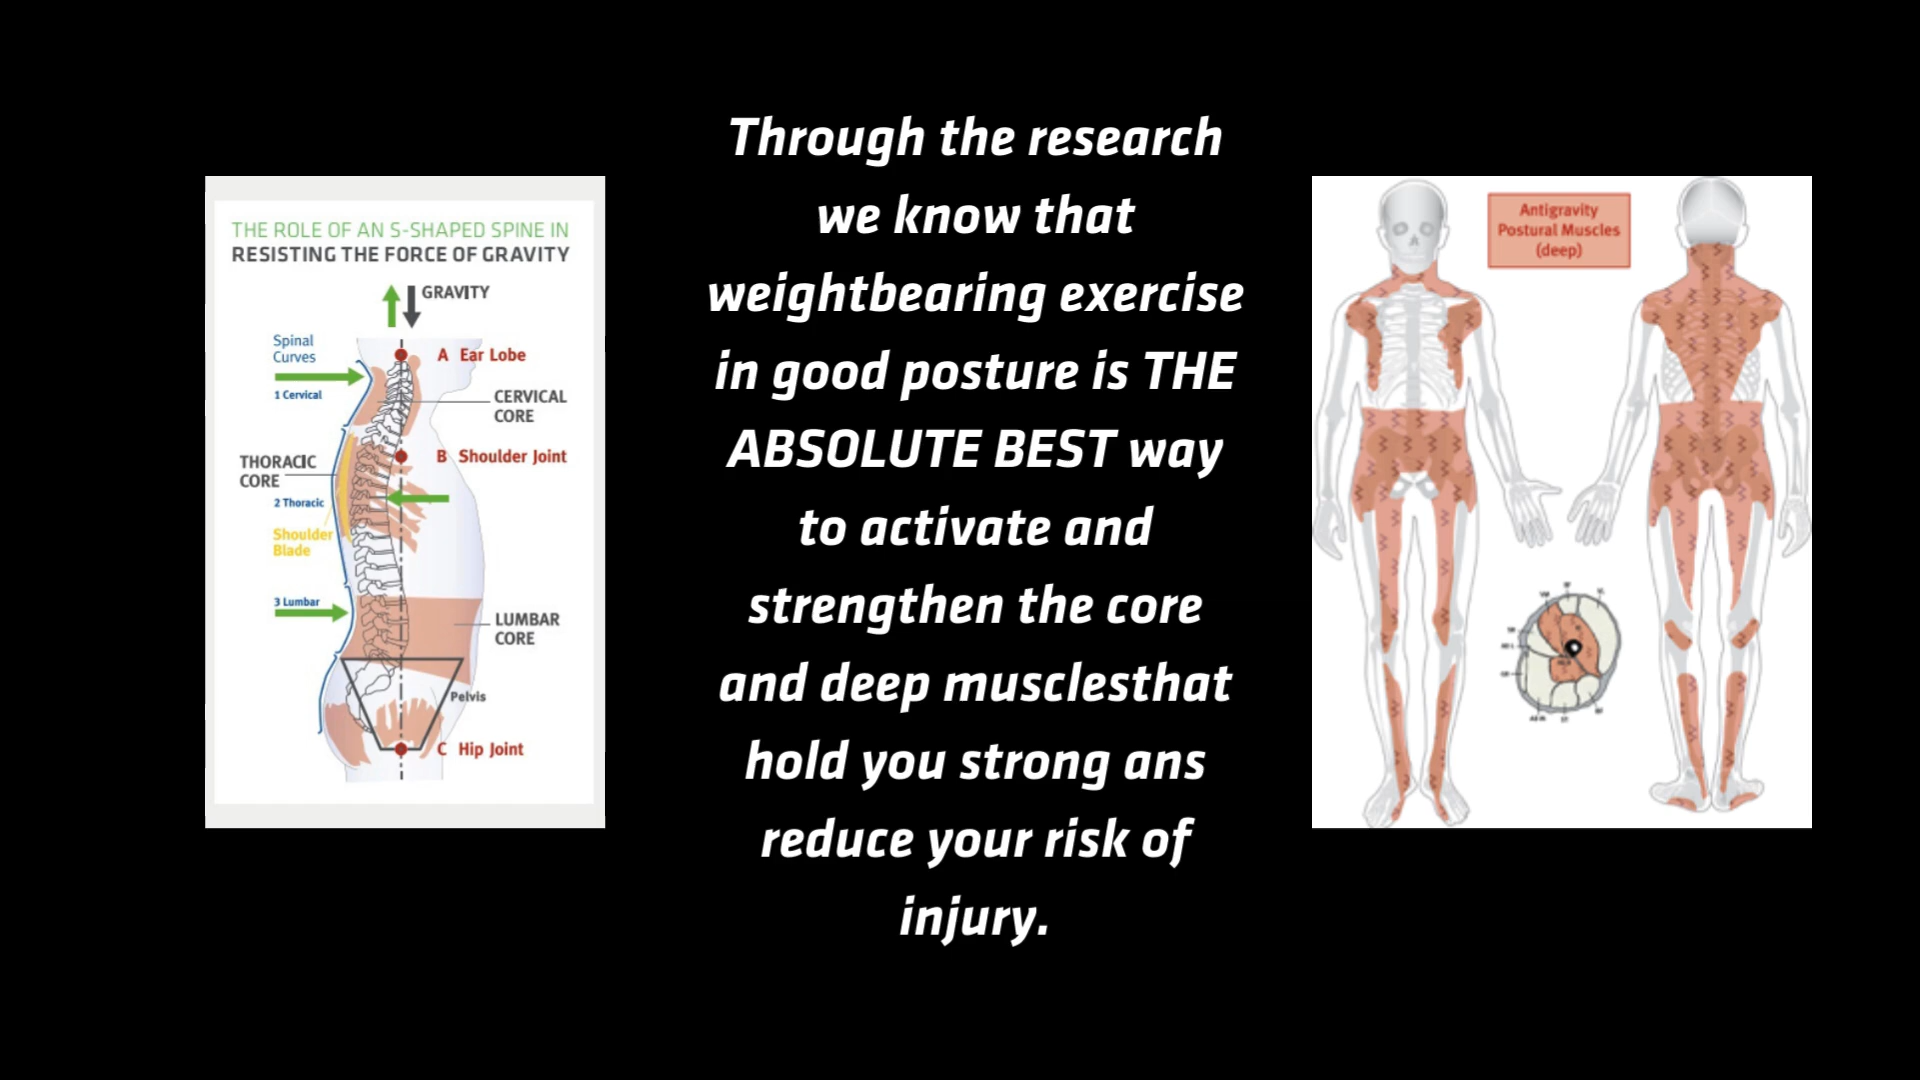 THE ROLE OF AN S-SHAPED SPINE IN
RESISTING THE FORCE OF GRAVITY
GRAVITY
Spinal
Curves
A Ear Lobe
1 Cervical
CERVICAL
CORE
B Shoulder Joint
THORACIC
CORE
2 Thoracic
Shoulder
Blade
3 Lumbar
LUMBAR
CORE
Pelvis
C Hip Joint
Through the research
we know that
weightbearing exercise
in good posture is THE
ABSOLUTE BEST way
to activate and
strengthen the core
and deep musclesthat
hold you strong ans
reduce your risk of
injury.
Antigravity
Postural Muscles
(deep)